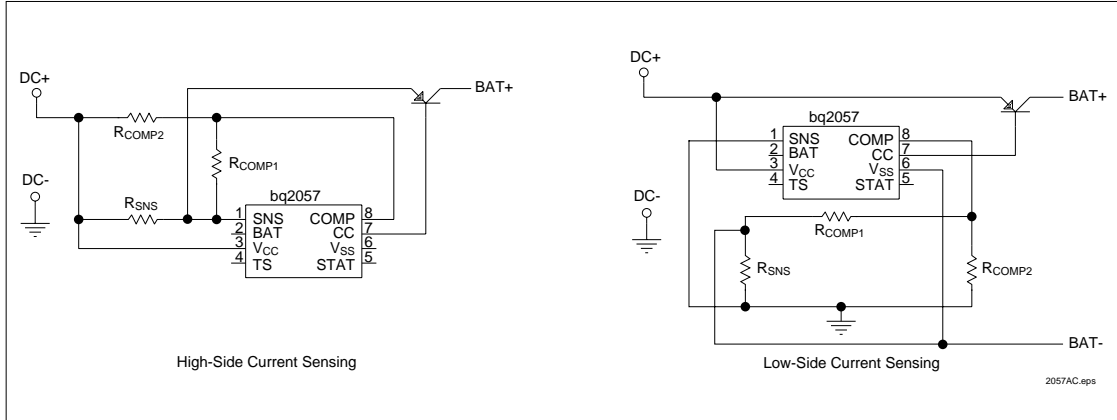 DC+
BAT+
RCOMP2
RCOMP1
DC-
RSNS
bq2057
1 SNS COMP 8
2 BAT CC 7
3 VCC VSS 6
4 TS STAT 5
High-Side Current Sensing
DC+
BAT+
bq2057
1 SNS COMP 8
2 BAT CC 7
3 VCC VSS 6
4 TS STAT 5
DC-
RCOMP1
RSNS
RCOMP2
BAT-
Low-Side Current Sensing
2057AC.eps